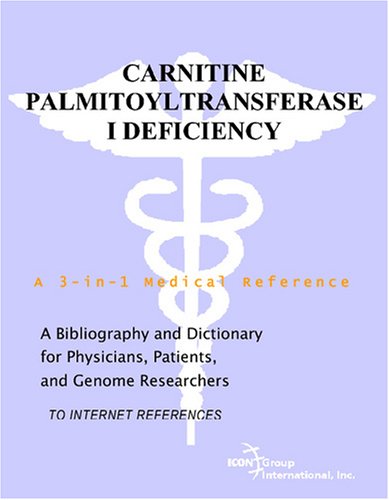 CARNITINE
PALMITOYLTRANSFERASE
I DEFICIENCY
A 3-in-1 Medical Reference
A Bibliography and Dictionary
for Physicians, Patients,
and Genome Researchers
TO INTERNET REFERENCES
ICON Group
International, Inc.